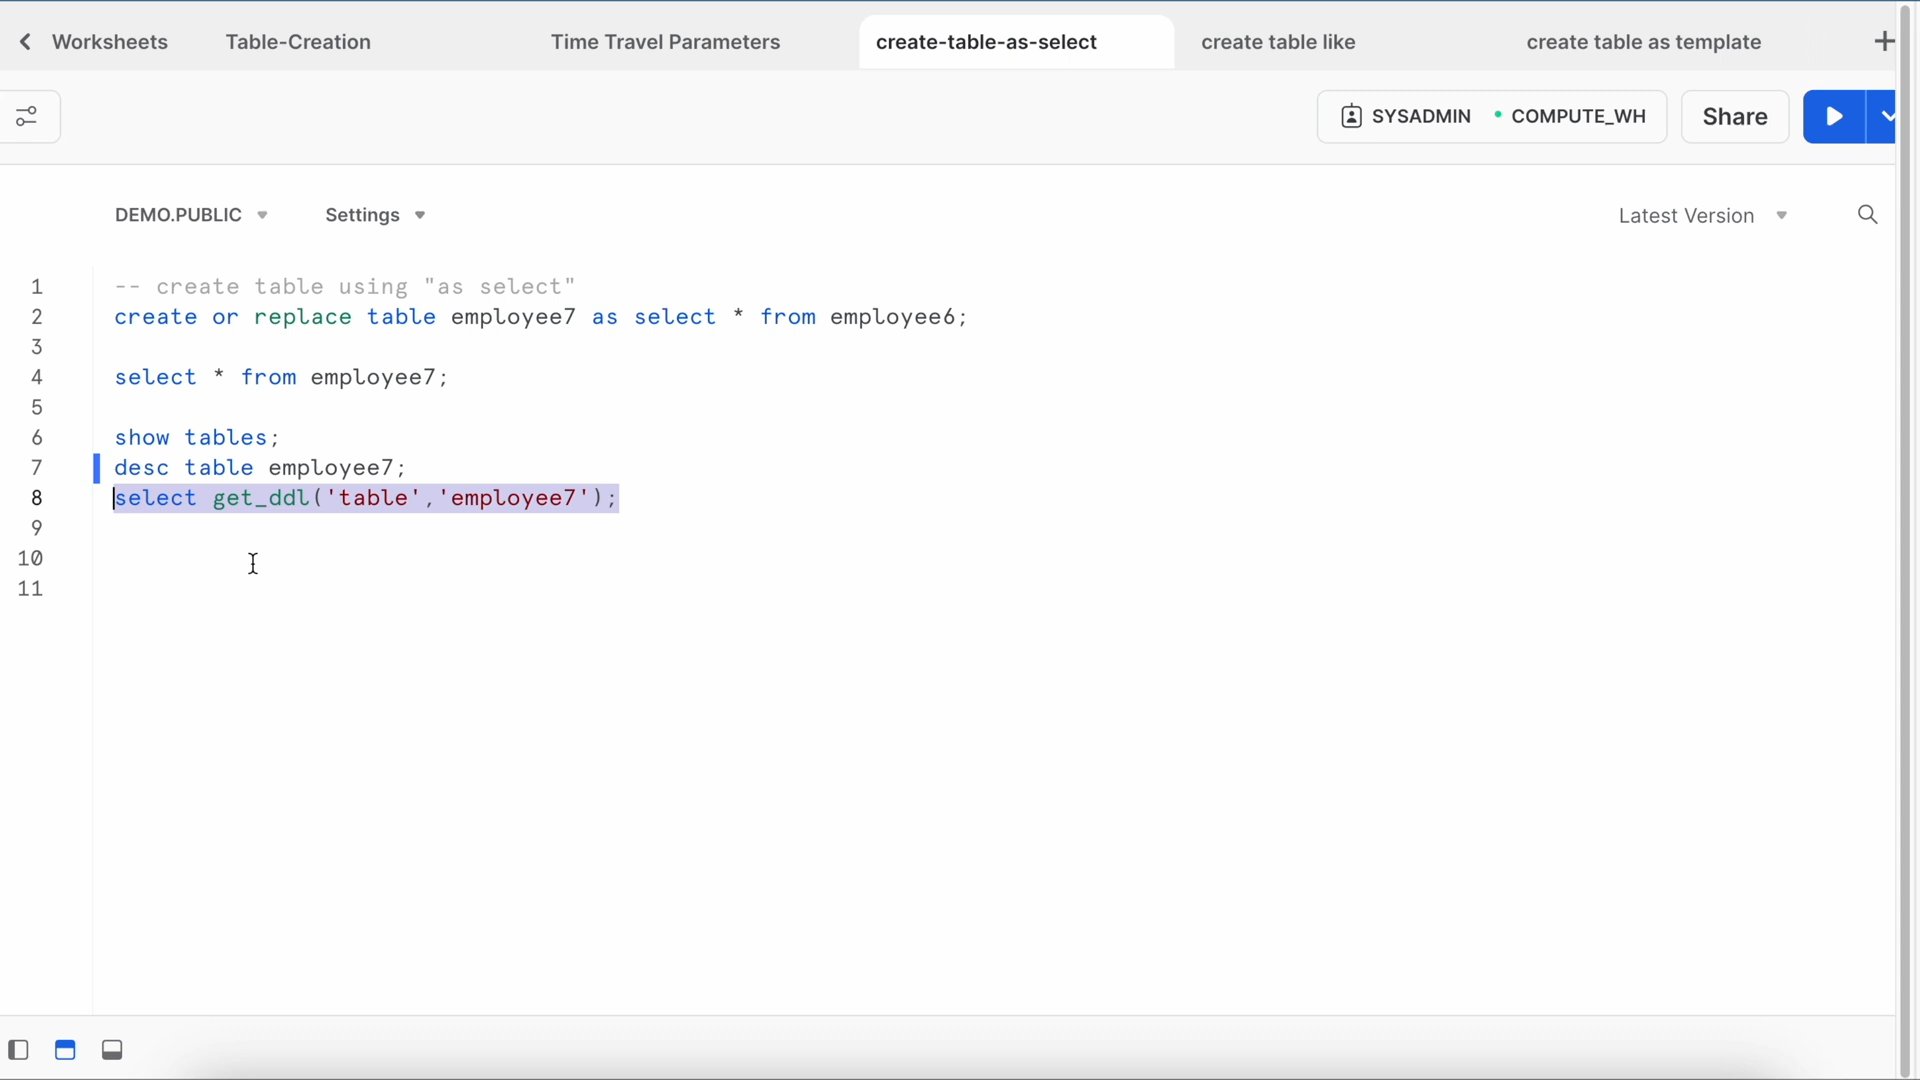 Worksheets Table-Creation Time Travel Parameters create-table-as-select create table like create table as template +
SYSADMIN • COMPUTE_WH Share
DEMO.PUBLIC Settings Latest Version
1 -- create table using "as select"
2 create or replace table employee7 as select * from employee6;
3
4 select * from employee7;
5
6 show tables;
7 desc table employee7;
8 select get_ddl('table','employee7');
9
10
11